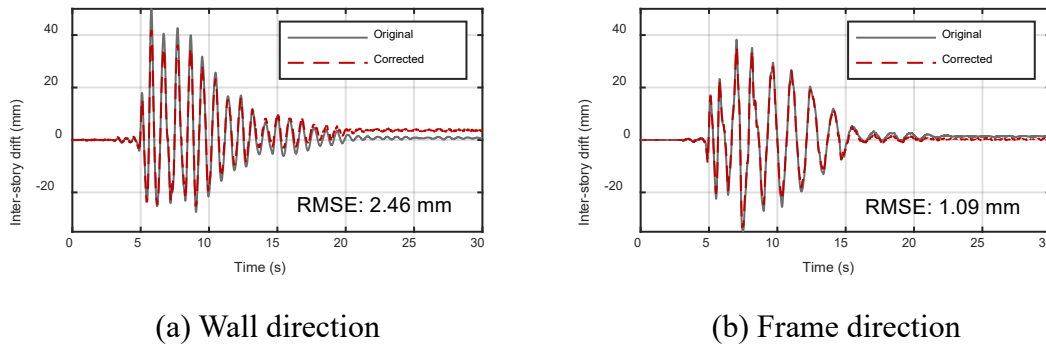 40
20
0
-20
Inter-story drift (mm)
Original
Corrected
RMSE: 2.46 mm
0 5 10 15 20 25 30
Time (s)
(a) Wall direction
40
20
0
-20
Inter-story drift (mm)
Original
Corrected
RMSE: 1.09 mm
0 5 10 15 20 25 30
Time (s)
(b) Frame direction